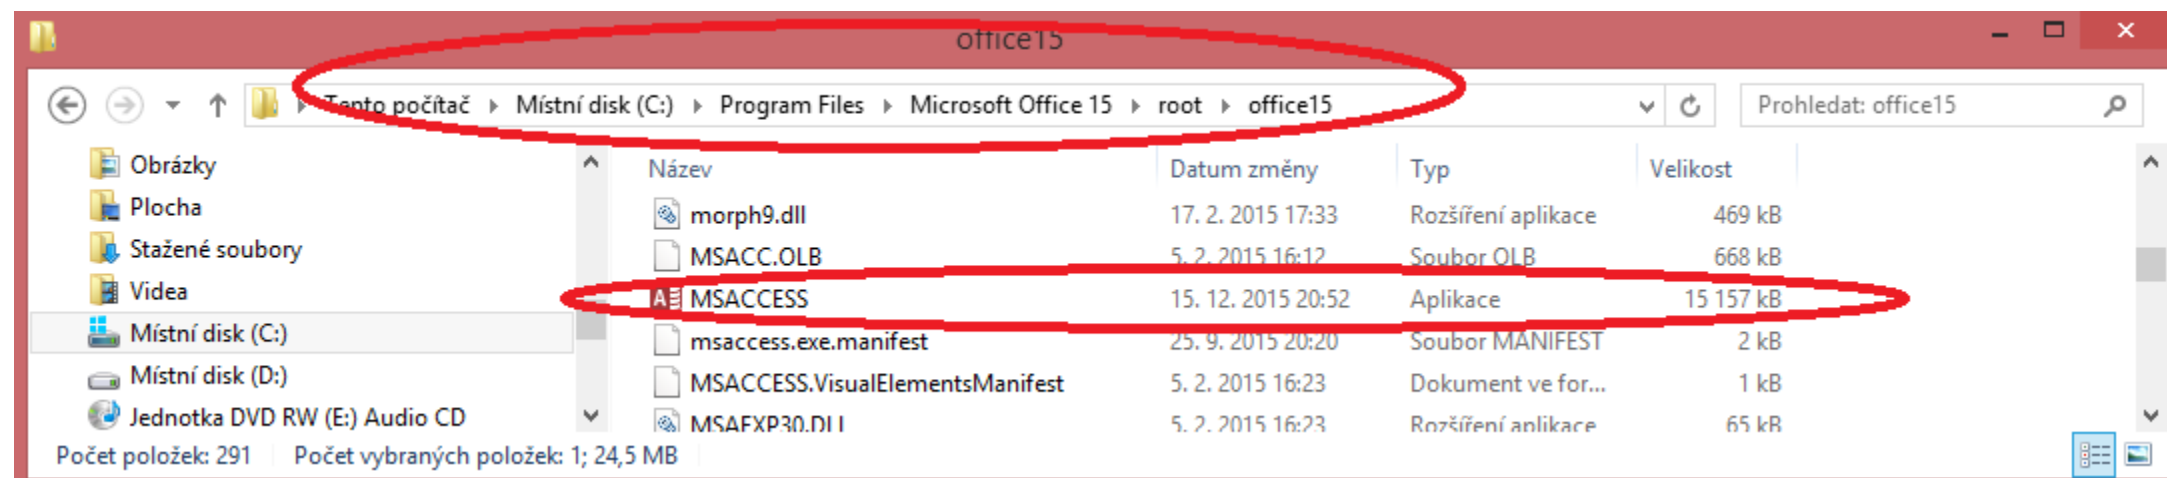 office15
Tento počítač Místní disk (C:) Program Files Microsoft Office 15 root office15 Prohledat: office15
Obrázky
Plocha
Stažené soubory
Videa
Místní disk (C:)
Místní disk (D:)
Jednotka DVD RW (E:) Audio CD
Název Datum změny Typ Velikost
morph9.dll 17. 2. 2015 17:33 Rozšíření aplikace 469 kB
MSACC.OLB 5. 2. 2015 16:12 Soubor OLB 668 kB
MSACCESS 15. 12. 2015 20:52 Aplikace 15 157 kB
msaccess.exe.manifest 25. 9. 2015 20:20 Soubor MANIFEST 2 kB
MSACCESS.VisualElementsManifest 5. 2. 2015 16:23 Dokument ve for... 1 kB
MSAEXP30.DLL 5. 2. 2015 16:23 Rozšíření aplikace 65 kB
Počet položek: 291 Počet vybraných položek: 1; 24,5 MB